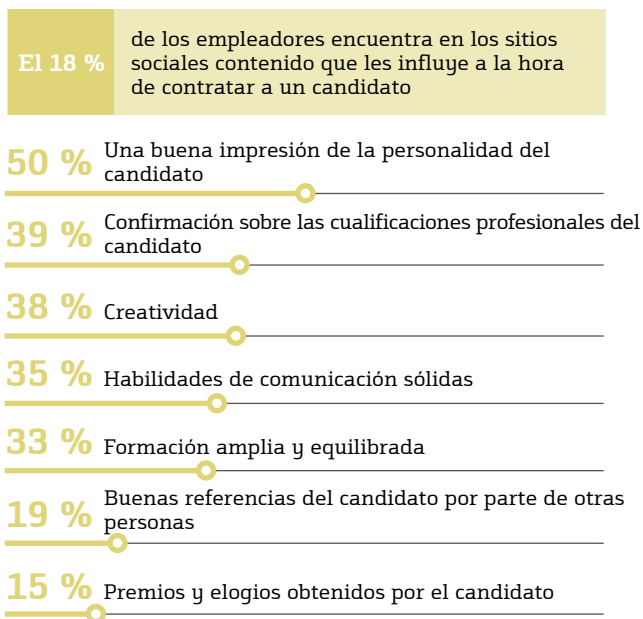 El 18 %
de los empleadores encuentra en los sitios
sociales contenido que les influye a la hora
de contratar a un candidato
50 %
Una buena impresión de la personalidad del
candidato
39 %
Confirmación sobre las cualificaciones profesionales del
candidato
38 % Creatividad
35 % Habilidades de comunicación sólidas
33 % Formación amplia y equilibrada
19 %
Buenas referencias del candidato por parte de otras
personas
15 % Premios y elogios obtenidos por el candidato